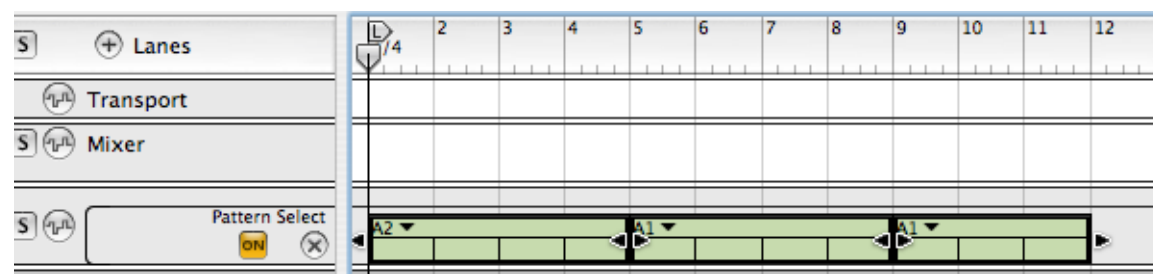 S + Lanes
L /4 2 3 4 5 6 7 8 9 10 11 12
Transport
S Mixer
S Pattern Select
ON
A2 A1 A1